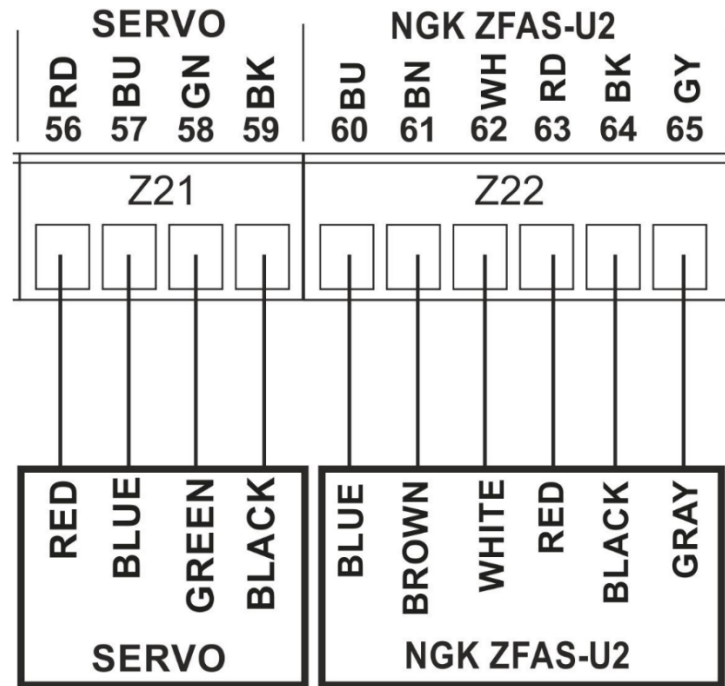 SERVO NGK ZFAS-U2
RD BU GN BK BU BN WH RD BK GY
56 57 58 59 60 61 62 63 64 65
Z21 Z22
RED BLUE GREEN BLACK BLUE BROWN WHITE RED BLACK GRAY
SERVO NGK ZFAS-U2